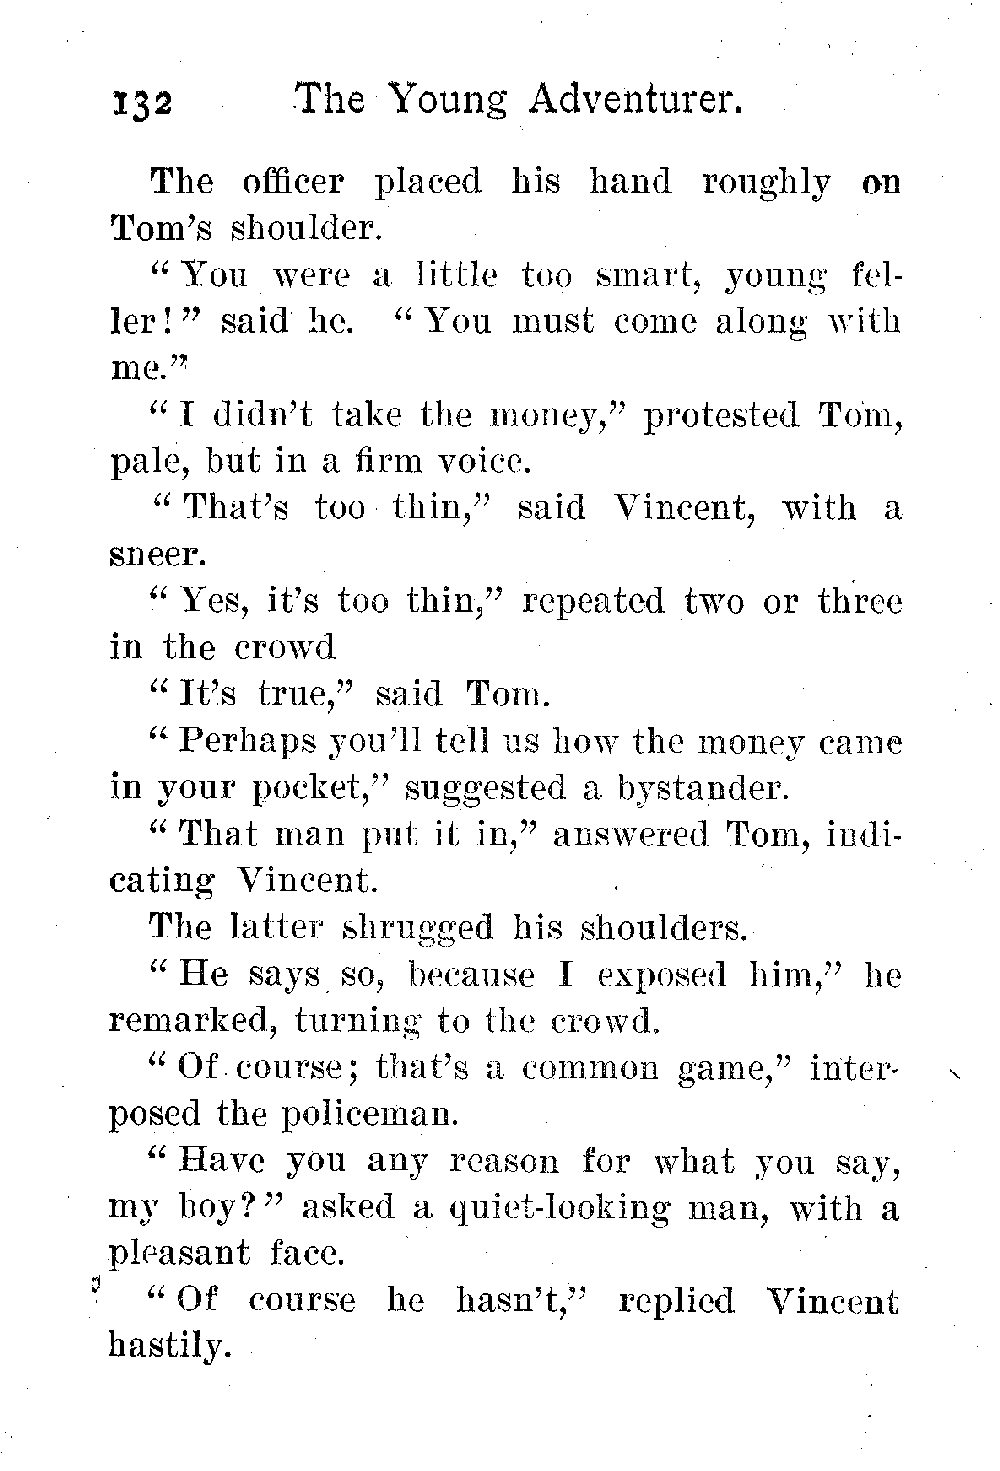 132 The Young Adventurer.
The officer placed his hand roughly on
Tom's shoulder.
“ You were a little too smart, young fel-
ler! ” said he. “ You must come along with
me.”
“ I didn't take the money,” protested Tom,
pale, but in a firm voice.
“ That's too thin,” said Vincent, with a
sneer.
“ Yes, it's too thin,” repeated two or three
in the crowd
“ It's true,” said Tom.
“ Perhaps you'll tell us how the money came
in your pocket,” suggested a bystander.
“ That man put it in,” answered Tom, indi-
cating Vincent.
The latter shrugged his shoulders.
“ He says so, because I exposed him,” he
remarked, turning to the crowd.
“ Of course; that's a common game,” inter-
posed the policeman.
“ Have you any reason for what you say,
my boy? ” asked a quiet-looking man, with a
pleasant face.
“ Of course he hasn't,” replied Vincent
hastily.